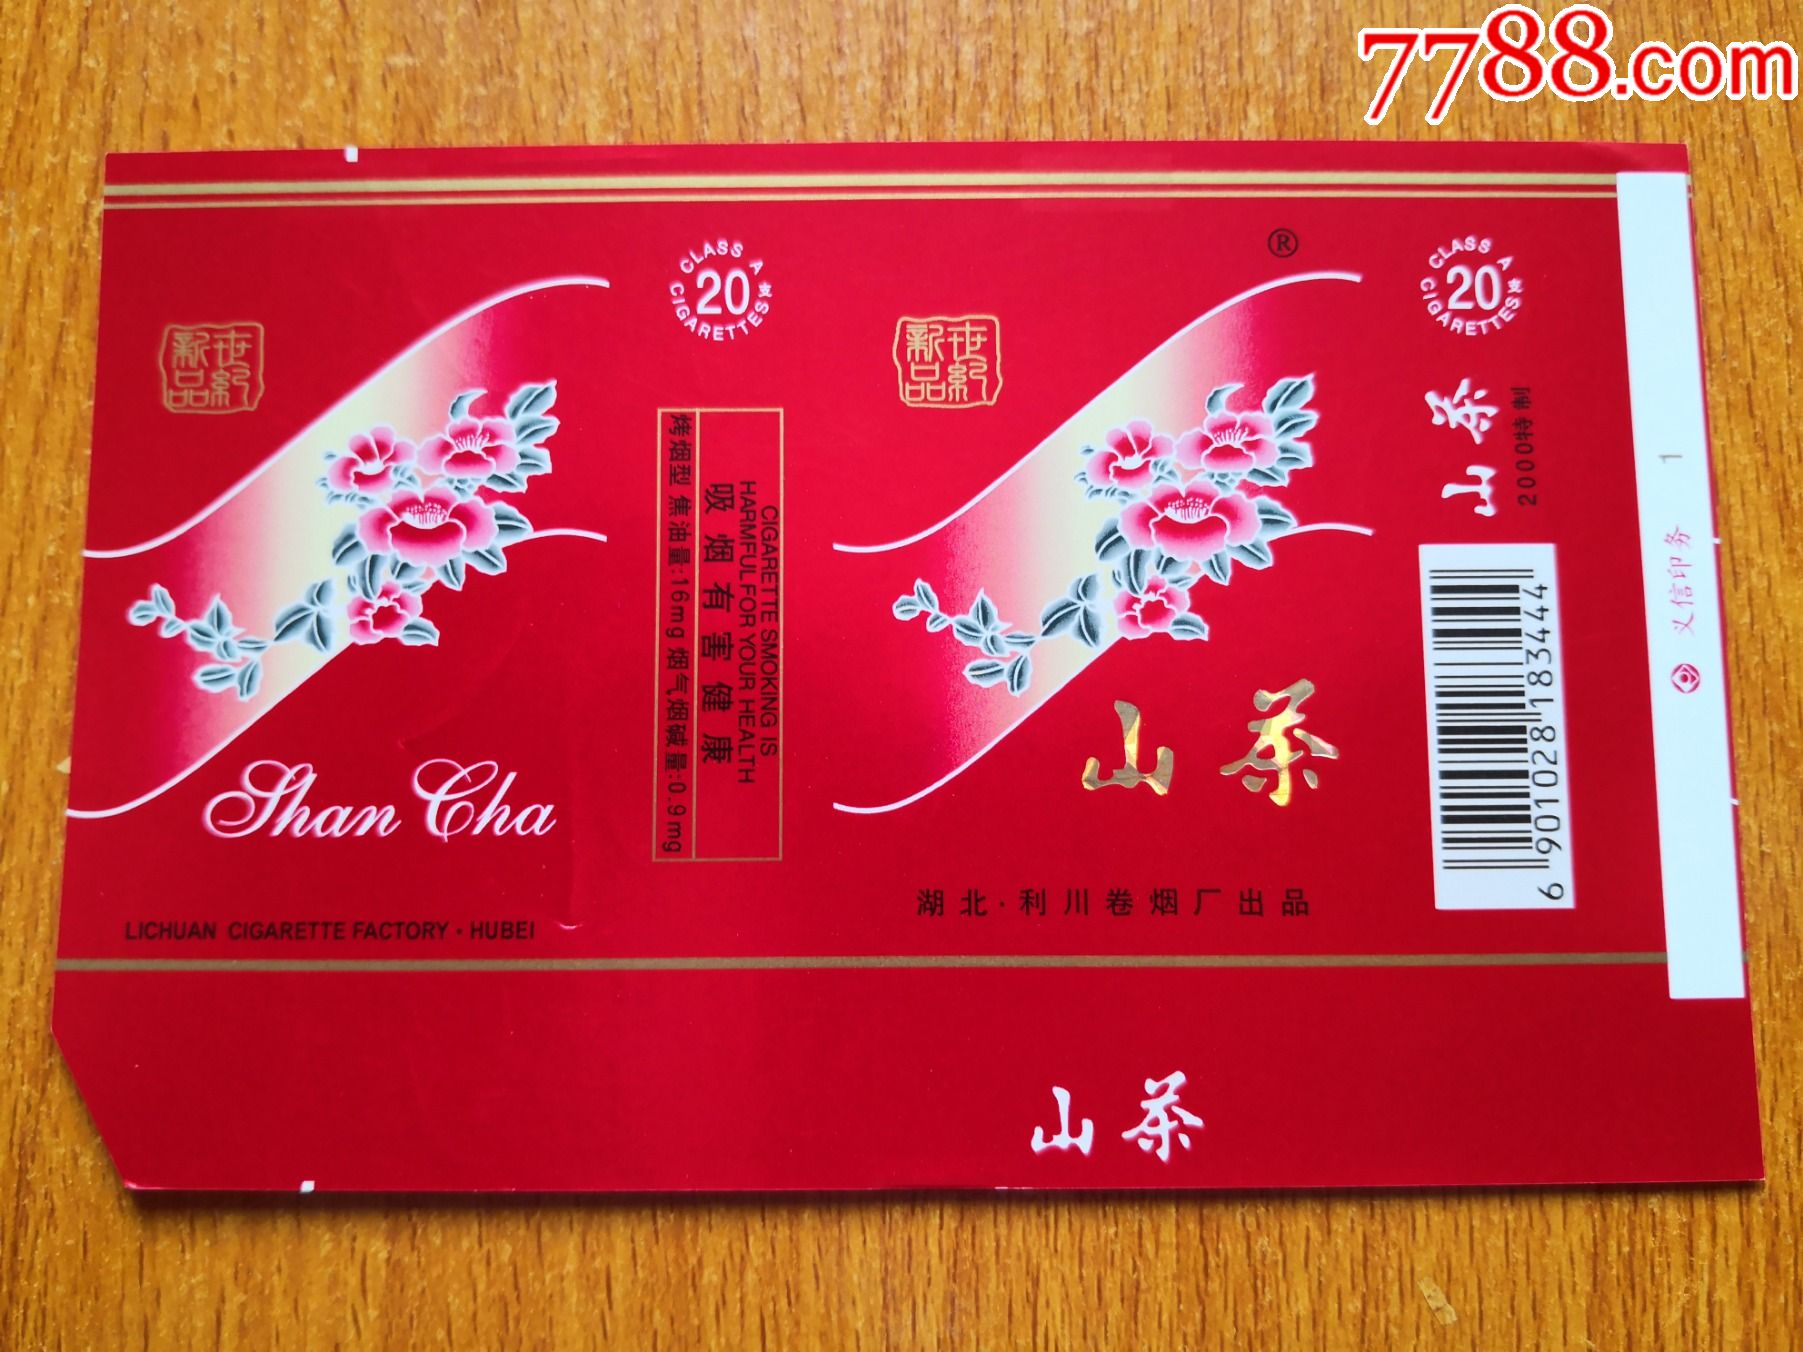 7788.com
世纪
新品
CLASS A
20支
CIGARETTES
Shan Cha
LICHUAN CIGARETTE FACTORY · HUBEI
CIGARETTE SMOKING IS
HARMFUL FOR YOUR HEALTH
吸烟有害健康
烤烟型 焦油量:16mg 烟气烟碱量:0.9mg
®
世纪
新品
山茶
湖北·利川卷烟厂出品
CLASS A
20支
CIGARETTES
山茶
2000特制
6901028183444
1
义信印务
山茶